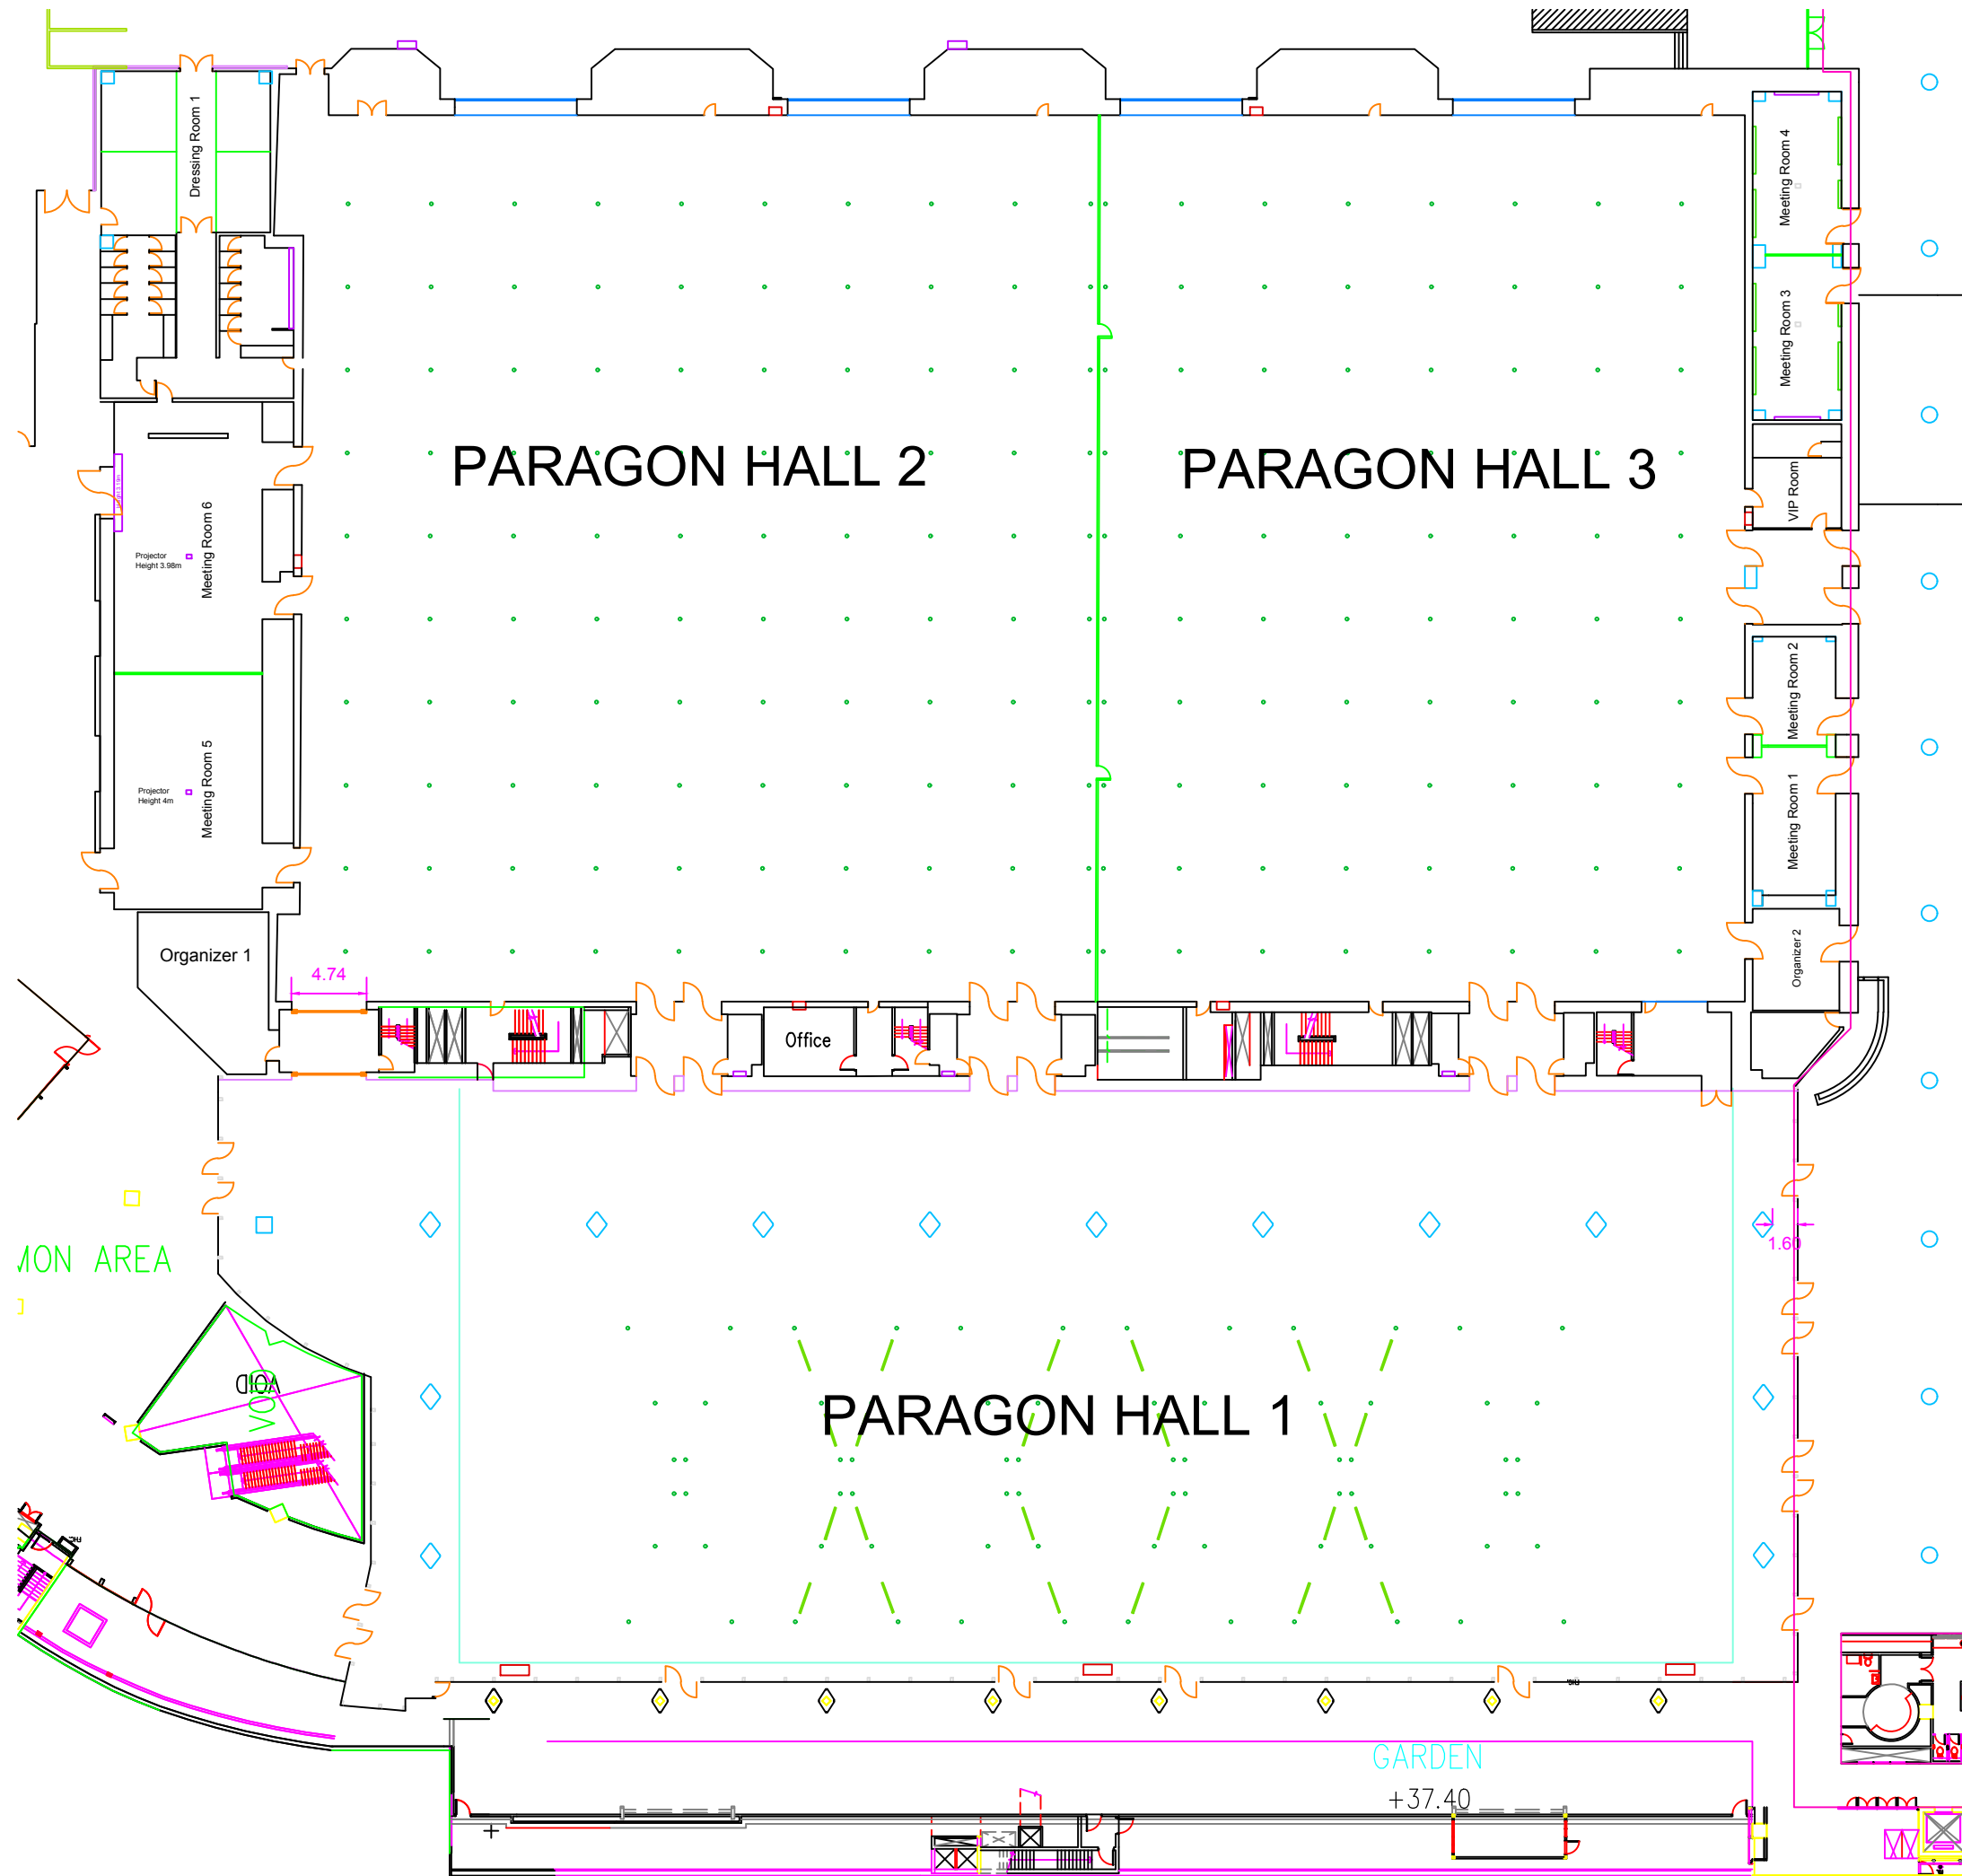 Dressing Room 1
Meeting Room 4
Meeting Room 3
PARAGON HALL 2
PARAGON HALL 3
VIP Room
Projector
Height 3.98m
Meeting Room 6
Meeting Room 2
Projector
Height 4m
Meeting Room 5
Meeting Room 1
Organizer 1
Organizer 2
4.74
Office
1.60
MON AREA
VOID
VOID
PARAGON HALL 1
GARDEN
+37.40